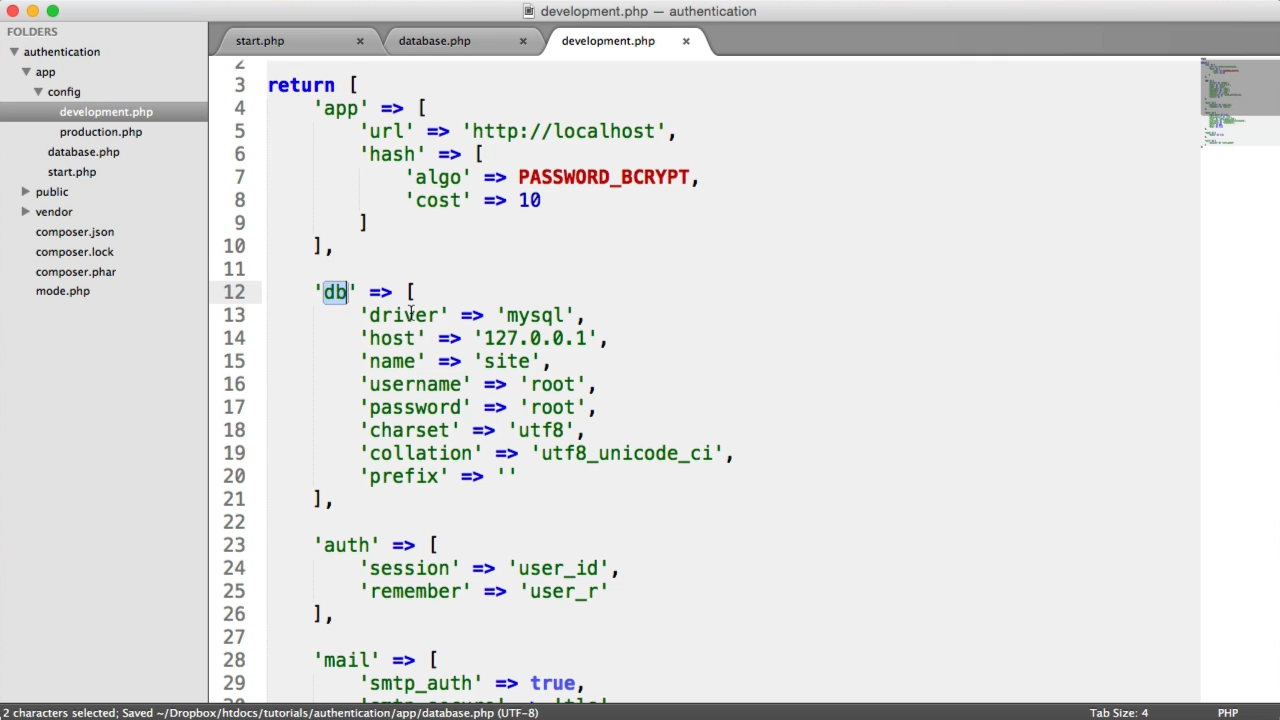 development.php — authentication
FOLDERS
authentication
app
config
development.php
production.php
database.php
start.php
public
vendor
composer.json
composer.lock
composer.phar
mode.php
start.php × database.php × development.php ×
2
3 return [
4 'app' => [
5 'url' => 'http://localhost',
6 'hash' => [
7 'algo' => PASSWORD_BCRYPT,
8 'cost' => 10
9 ]
10 ],
11
12 'db' => [
13 'driver' => 'mysql',
14 'host' => '127.0.0.1',
15 'name' => 'site',
16 'username' => 'root',
17 'password' => 'root',
18 'charset' => 'utf8',
19 'collation' => 'utf8_unicode_ci',
20 'prefix' => ''
21 ],
22
23 'auth' => [
24 'session' => 'user_id',
25 'remember' => 'user_r'
26 ],
27
28 'mail' => [
29 'smtp_auth' => true,
2 characters selected; Saved ~/Dropbox/htdocs/tutorials/authentication/app/database.php (UTF-8)
Tab Size: 4 PHP